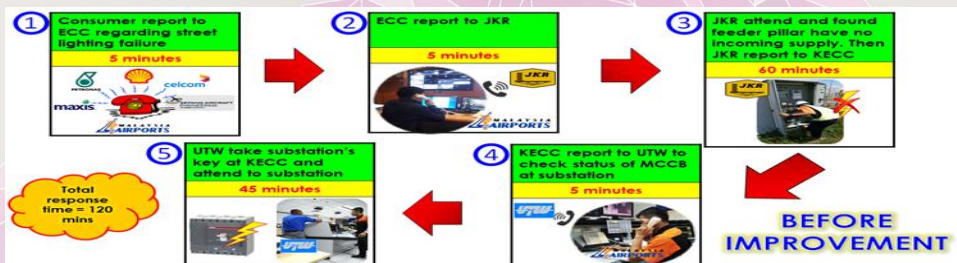 1
Consumer report to
ECC regarding street
lighting failure
5 minutes
PETRONAS
celcom
maxis
MALAYSIA
AIRPORTS
2
ECC report to JKR
5 minutes
JKR
MALAYSIA
AIRPORTS
3
JKR attend and found
feeder pillar have no
incoming supply. Then
JKR report to KECC
60 minutes
JKR
4
KECC report to UTW to
check status of MCCB
at substation
5 minutes
UTW
MALAYSIA
AIRPORTS
5
UTW take substation's
key at KECC and
attend to substation
45 minutes
UTW
Total
response
time = 120
mins
BEFORE
IMPROVEMENT